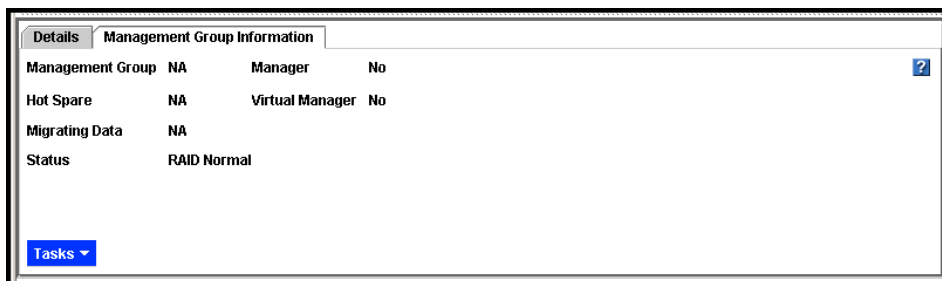 Details Management Group Information
Management Group NA Manager No
?
Hot Spare NA Virtual Manager No
Migrating Data NA
Status RAID Normal
Tasks